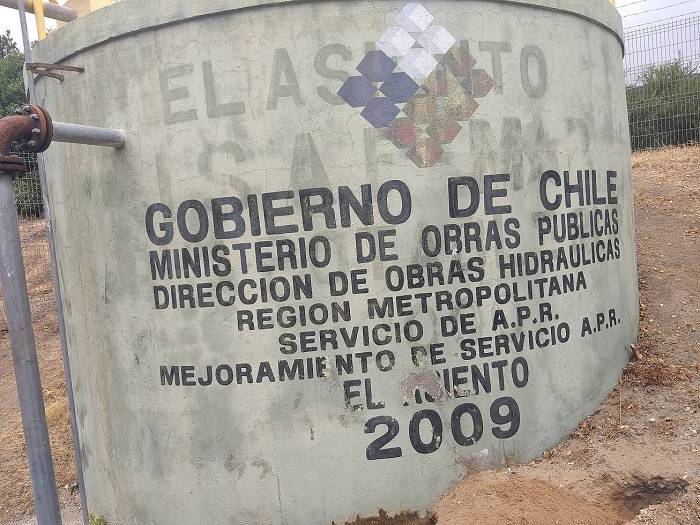 EL ASIENTO
GOBIERNO DE CHILE
MINISTERIO DE OBRAS PUBLICAS
DIRECCION DE OBRAS HIDRAULICAS
REGION METROPOLITANA
SERVICIO DE A.P.R.
MEJORAMIENTO DE SERVICIO A.P.R.
EL ASIENTO
2009